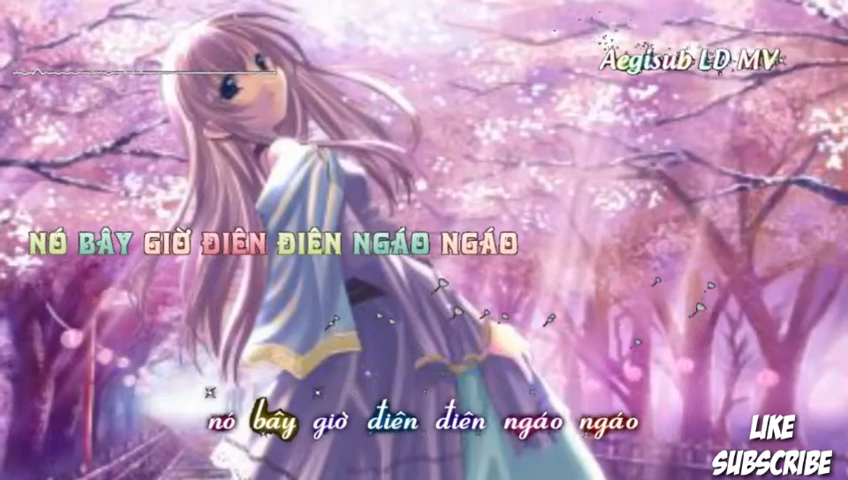 Aegisub LD MV
NÓ BÂY GIỜ ĐIÊN ĐIÊN NGÁO NGÁO
nó bây giờ điên điên ngáo ngáo
LIKE
SUBSCRIBE